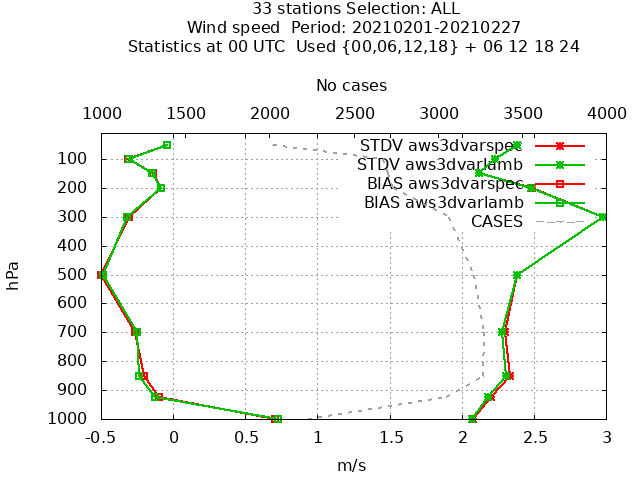 33 stations Selection: ALL
Wind speed  Period: 20210201-20210227
Statistics at 00 UTC  Used {00,06,12,18} + 06 12 18 24
No cases
1000 1500 2000 2500 3000 3500 4000
STDV aws3dvarspec
STDV aws3dvarlamb
BIAS aws3dvarspec
BIAS aws3dvarlamb
CASES
hPa
100
200
300
400
500
600
700
800
900
1000
-0.5 0 0.5 1 1.5 2 2.5 3
m/s